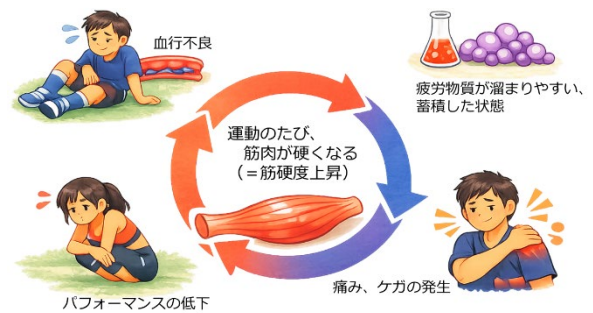 血行不良
疲労物質が溜まりやすい、
蓄積した状態
運動のたび、
筋肉が硬くなる
（＝筋硬度上昇）
痛み、ケガの発生
パフォーマンスの低下